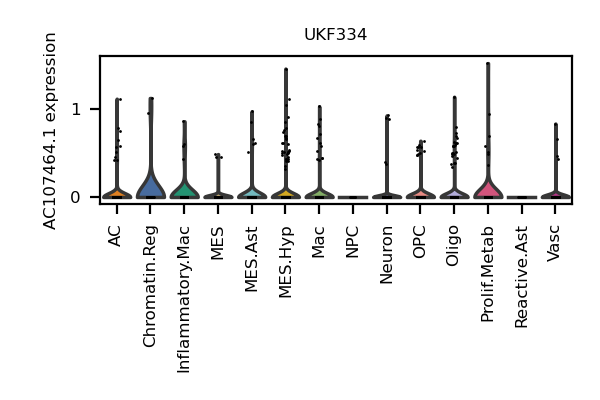 UKF334
AC107464.1 expression
1
0
AC
Chromatin.Reg
Inflammatory.Mac
MES
MES.Ast
MES.Hyp
Mac
NPC
Neuron
OPC
Oligo
Prolif.Metab
Reactive.Ast
Vasc